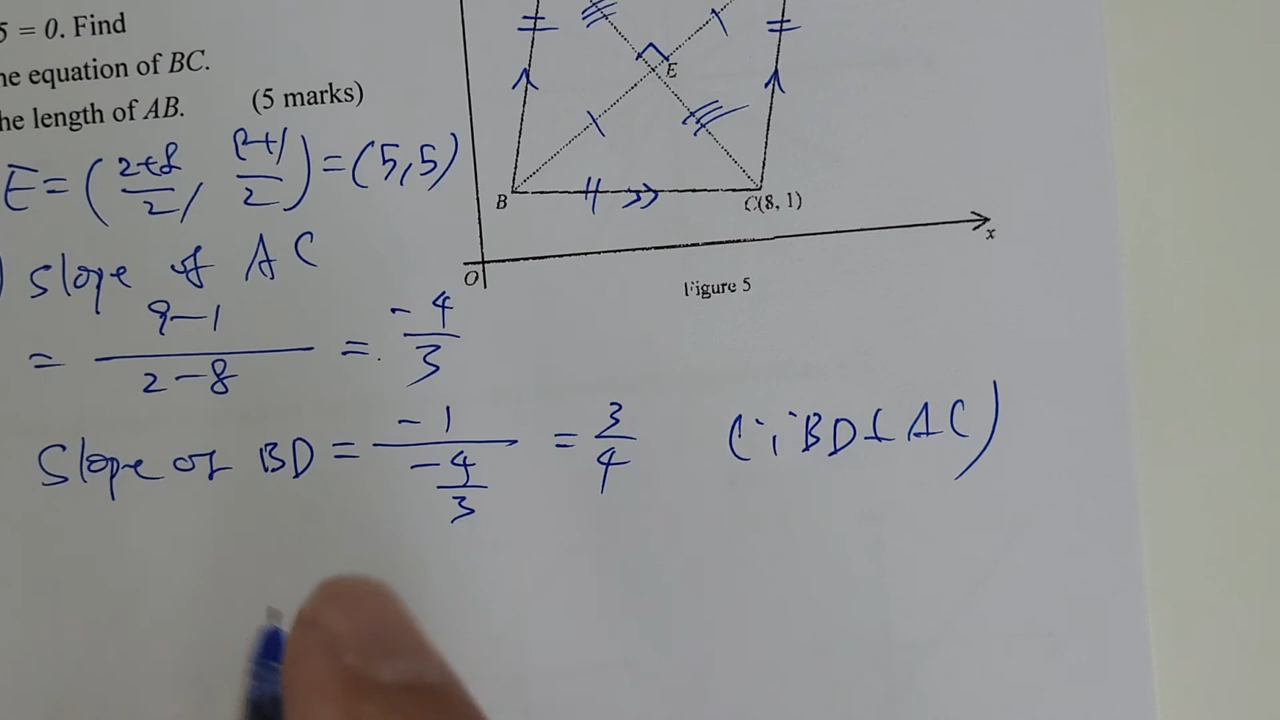 5 = 0. Find
he equation of BC.
he length of AB. (5 marks)
E
B
C(8, 1)
O
x
Figure 5
E = ( 2+8/2 , 9+1/2 ) = (5,5)
) Slope of AC
= 9-1 / 2-8 = -4/3
Slope of BD = -1 / -4/3 = 3/4 (∵BD⊥AC)